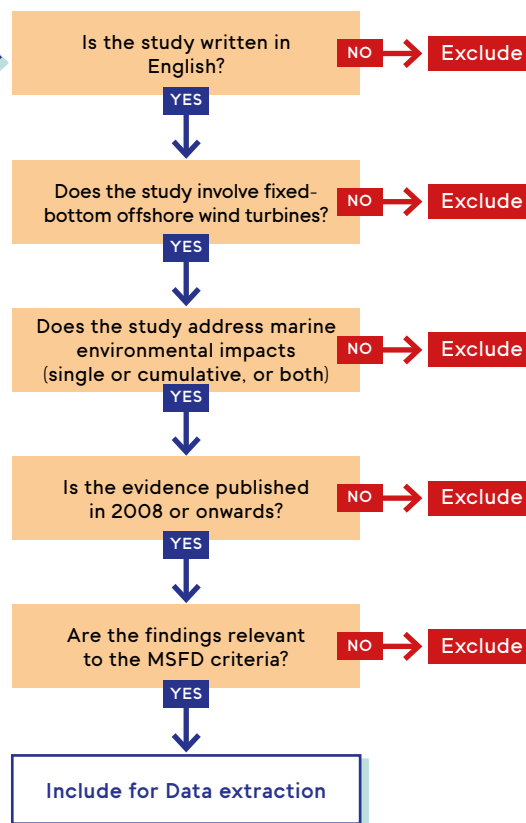 Is the study written in
English?
NO
Exclude
YES
Does the study involve fixed-
bottom offshore wind turbines?
NO
Exclude
YES
Does the study address marine
environmental impacts
(single or cumulative, or both)
NO
Exclude
YES
Is the evidence published
in 2008 or onwards?
NO
Exclude
YES
Are the findings relevant
to the MSFD criteria?
NO
Exclude
YES
Include for Data extraction